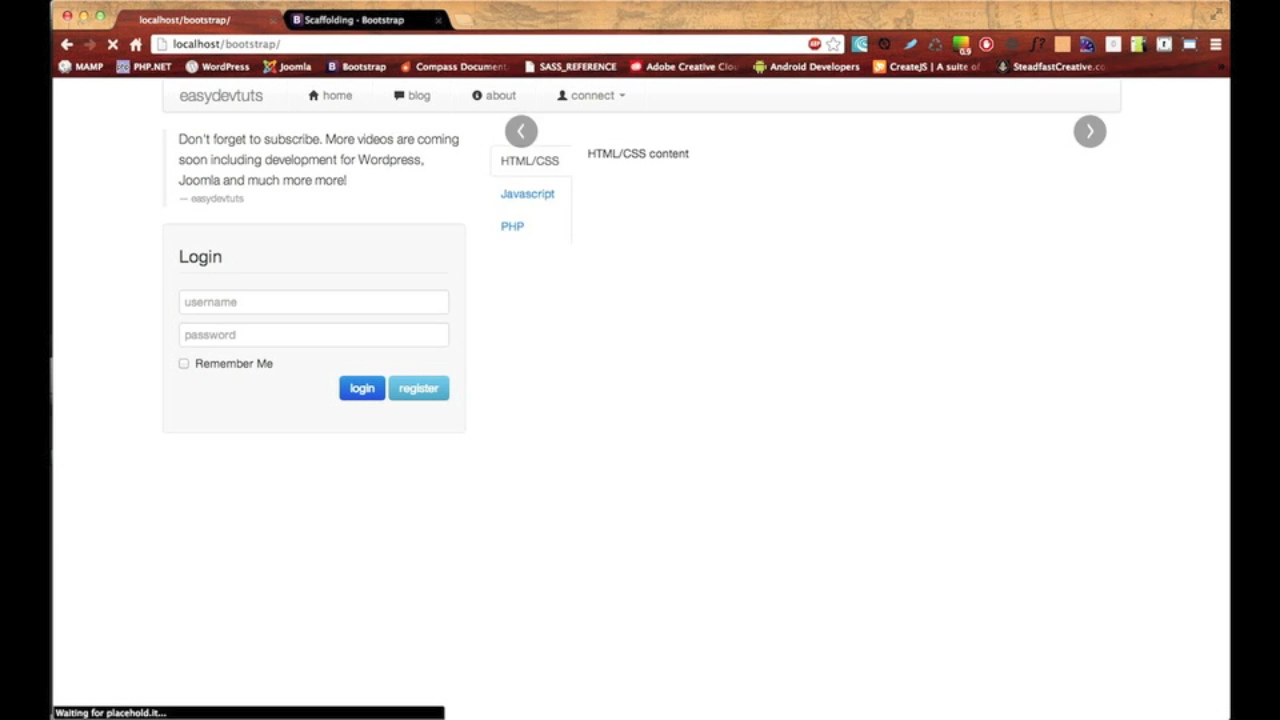 localhost/bootstrap/
Scaffolding - Bootstrap
localhost/bootstrap/
MAMP PHP.NET WordPress Joomla B Bootstrap Compass Document SASS_REFERENCE Adobe Creative Clo Android Developers CreateJS | A suite of SteadfastCreative.co
easydevtuts home blog about connect
Don't forget to subscribe. More videos are coming
soon including development for Wordpress,
Joomla and much more more!
— easydevtuts
HTML/CSS
HTML/CSS content
Javascript
PHP
Login
username
password
Remember Me
login register
Waiting for placehold.it...